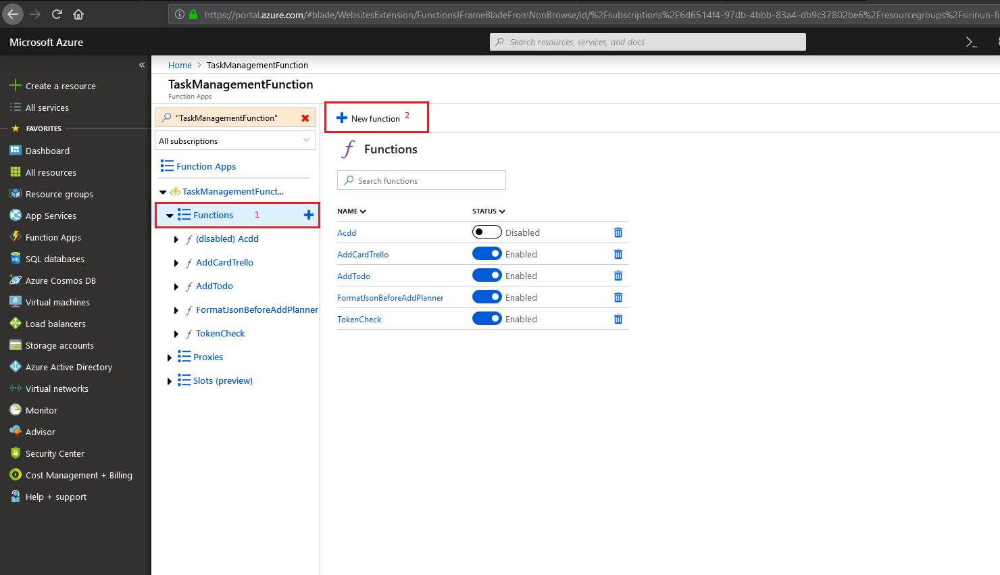 https://portal.azure.com/#blade/WebsitesExtension/FunctionsIFrameBladeFromNonBrowse/id/%2Fsubscriptions%2F6d6514f4-97db-4bbb-83a4-db9c37802be6%2Fresourcegroups%2Fsirinun-fi
Microsoft Azure
Search resources, services, and docs
«
Create a resource
All services
FAVORITES
Dashboard
All resources
Resource groups
App Services
Function Apps
SQL databases
Azure Cosmos DB
Virtual machines
Load balancers
Storage accounts
Azure Active Directory
Virtual networks
Monitor
Advisor
Security Center
Cost Management + Billing
Help + support
Home > TaskManagementFunction
TaskManagementFunction
Function Apps
"TaskManagementFunction"
All subscriptions
Function Apps
TaskManagementFunct...
Functions 1
(disabled) Acdd
AddCardTrello
AddTodo
FormatJsonBeforeAddPlanner
TokenCheck
Proxies
Slots (preview)
New function 2
Functions
Search functions
NAME STATUS
Acdd Disabled
AddCardTrello Enabled
AddTodo Enabled
FormatJsonBeforeAddPlanner Enabled
TokenCheck Enabled